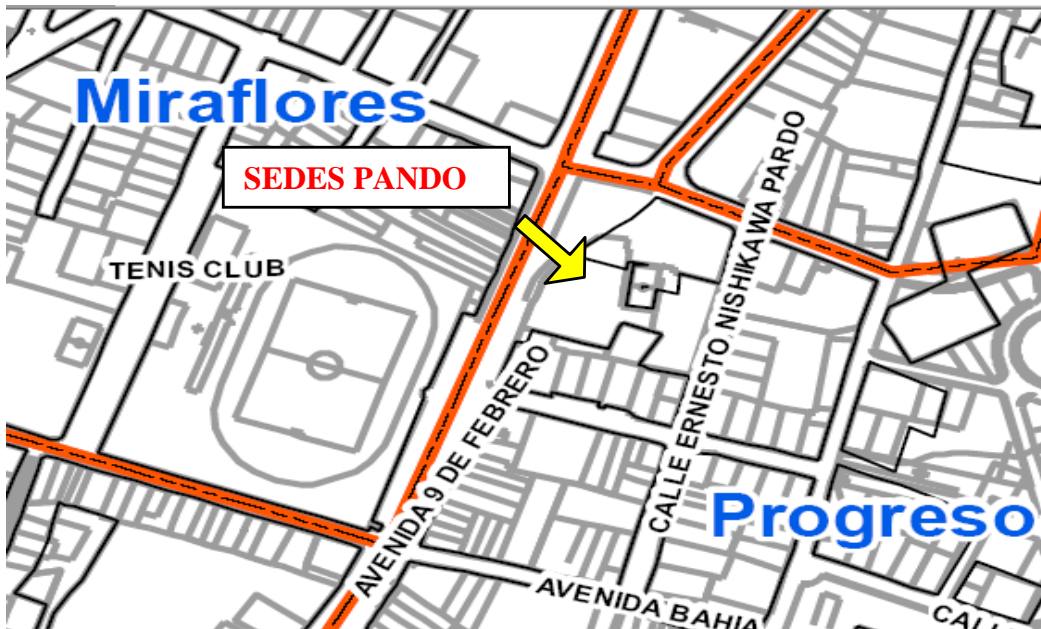 Miraflores
SEDES PANDO
TENIS CLUB
CALLE ERNESTO NISHIKAWA PARDO
AVENIDA 9 DE FEBRERO
Progreso
AVENIDA BAHIA